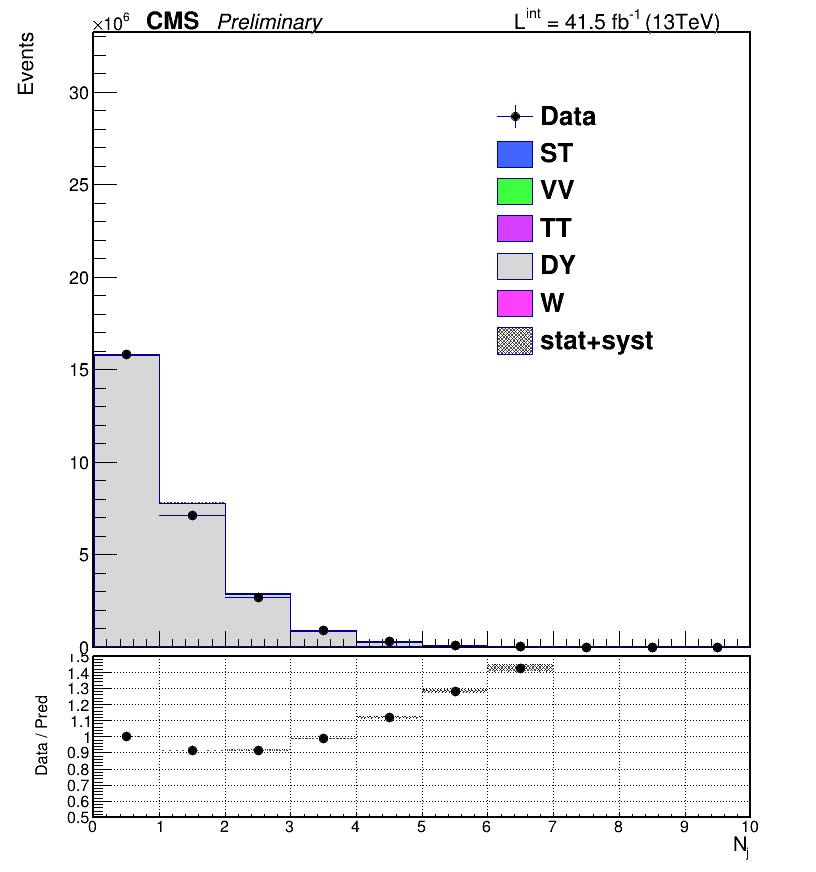 ×10⁶ CMS Preliminary L^int = 41.5 fb⁻¹ (13TeV)
Events
30
25
20
15
10
5
0
Data
ST
VV
TT
DY
W
stat+syst
Data / Pred
1.5
1.4
1.3
1.2
1.1
1
0.9
0.8
0.7
0.6
0.5
0 1 2 3 4 5 6 7 8 9 10
N_j